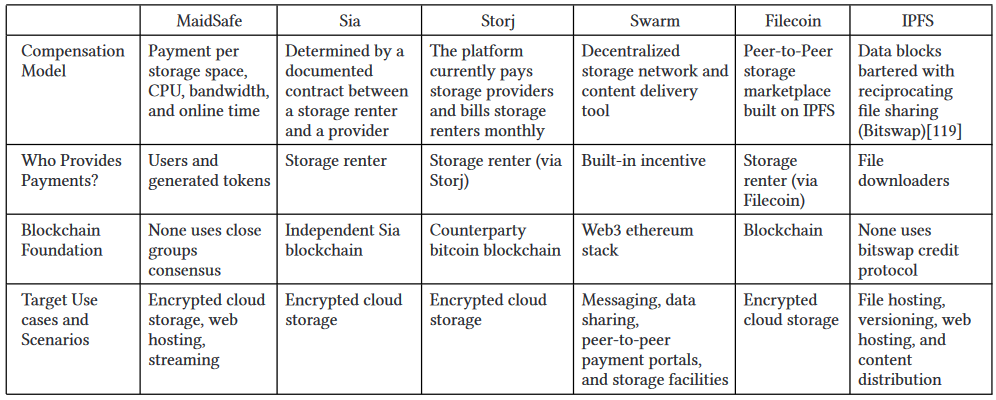 MaidSafe
Sia
Storj
Swarm
Filecoin
IPFS
Compensation
Model
Payment per
storage space,
CPU, bandwidth,
and online time
Determined by a
documented
contract between
a storage renter
and a provider
The platform
currently pays
storage providers
and bills storage
renters monthly
Decentralized
storage network and
content delivery
tool
Peer-to-Peer
storage
marketplace
built on IPFS
Data blocks
bartered with
reciprocating
file sharing
(Bitswap)[119]
Who Provides
Payments?
Users and
generated tokens
Storage renter
Storage renter (via
Storj)
Built-in incentive
Storage
renter (via
Filecoin)
File
downloaders
Blockchain
Foundation
None uses close
groups
consensus
Independent Sia
blockchain
Counterparty
bitcoin blockchain
Web3 ethereum
stack
Blockchain
None uses
bitswap credit
protocol
Target Use
cases and
Scenarios
Encrypted cloud
storage, web
hosting,
streaming
Encrypted cloud
storage
Encrypted cloud
storage
Messaging, data
sharing,
peer-to-peer
payment portals,
and storage facilities
Encrypted
cloud storage
File hosting,
versioning, web
hosting, and
content
distribution